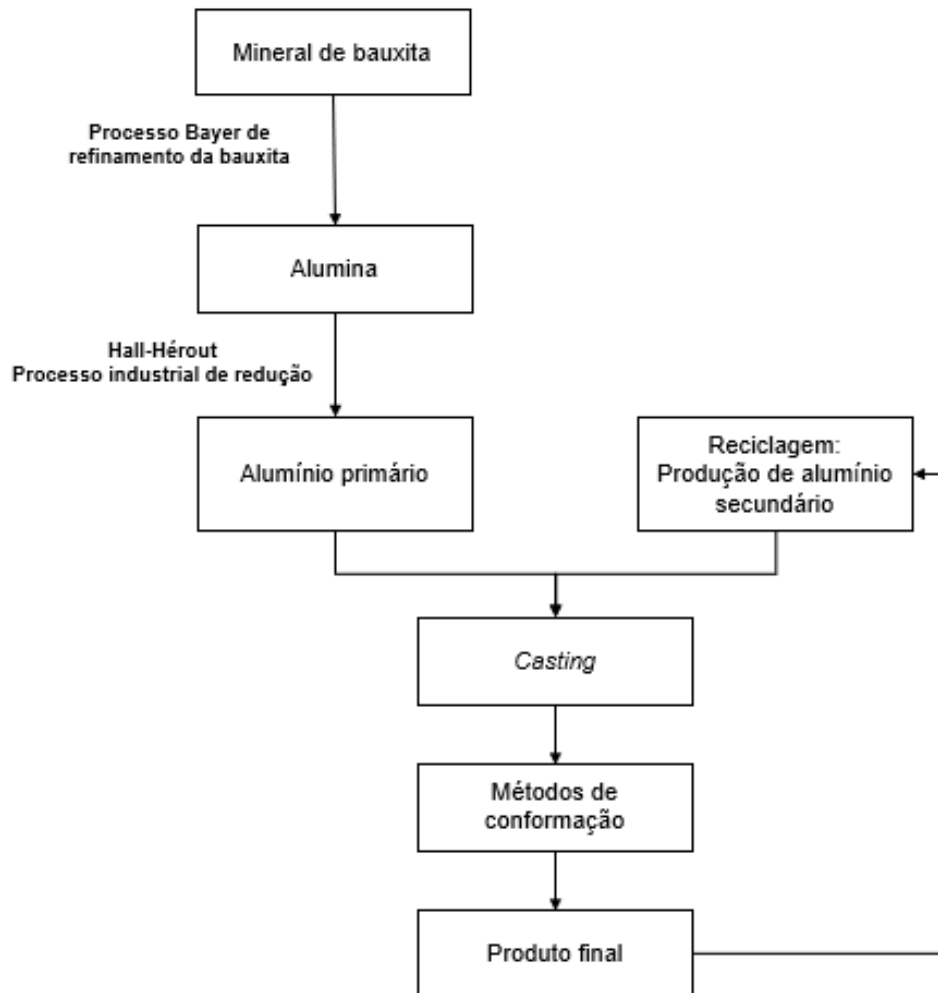 Mineral de bauxita
Processo Bayer de
refinamento da bauxita
Alumina
Hall-Hérout
Processo industrial de redução
Alumínio primário
Reciclagem:
Produção de alumínio
secundário
Casting
Métodos de
conformação
Produto final